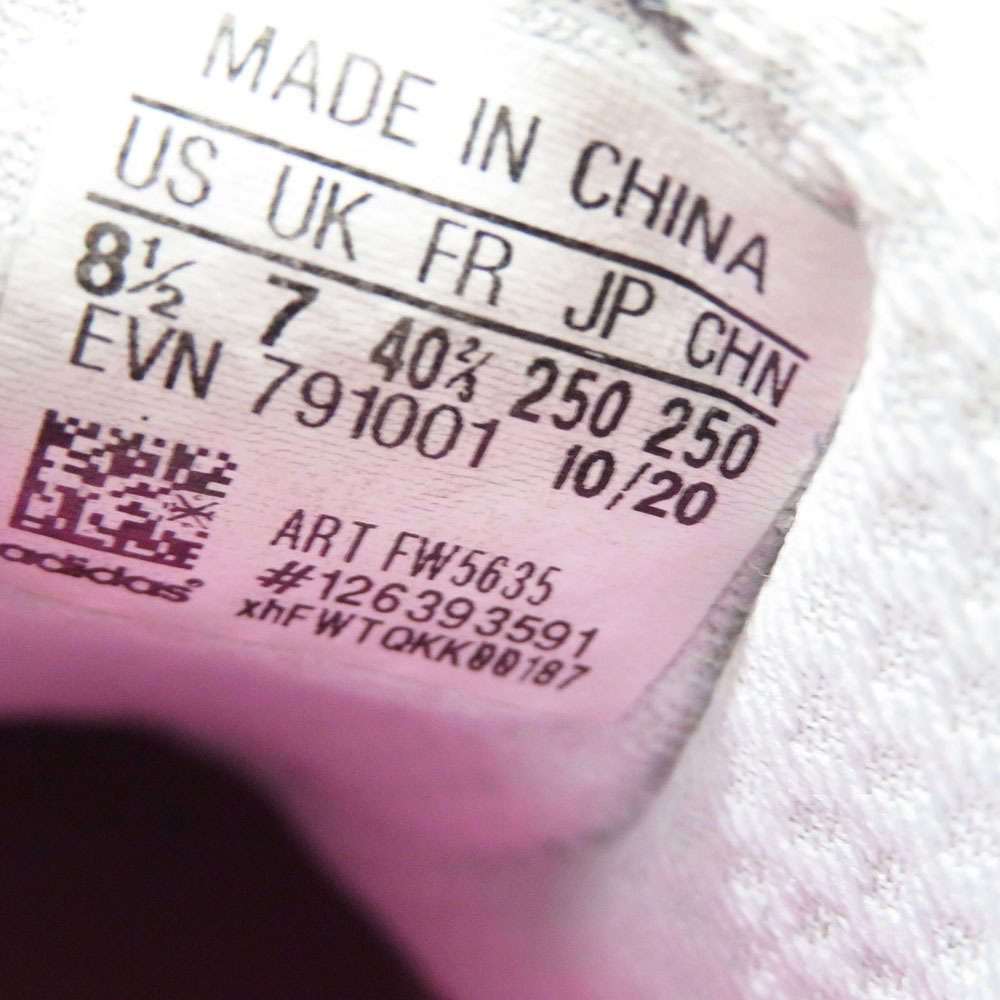 MADE IN CHINA
US UK FR JP CHN
8½ 7 40⅔ 250 250
EVN 791001 10/20
adidas
ART FW5635
#126393591
xhFWTQKK00187